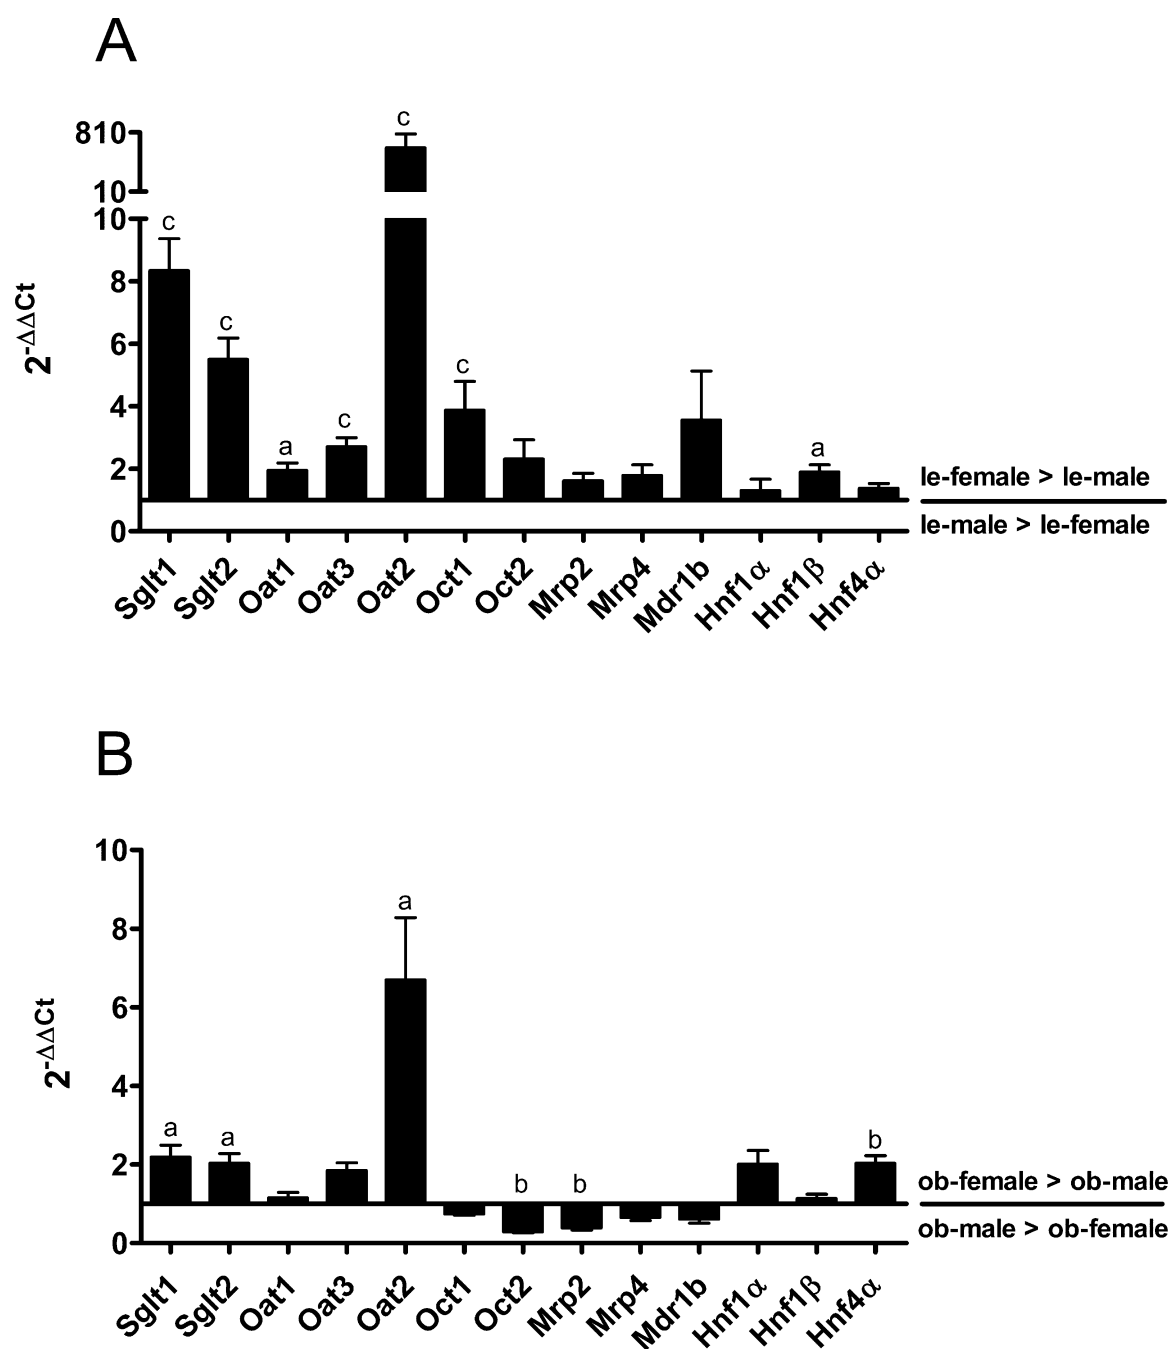 A
810
10
10
8
6
4
2
0
2-ΔΔCt
c
c
a
c
c
c
a
le-female > le-male
le-male > le-female
Sglt1
Sglt2
Oat1
Oat3
Oat2
Oct1
Oct2
Mrp2
Mrp4
Mdr1b
Hnf1α
Hnf1β
Hnf4α
B
10
8
6
4
2
0
2-ΔΔCt
a
a
a
b
b
b
ob-female > ob-male
ob-male > ob-female
Sglt1
Sglt2
Oat1
Oat3
Oat2
Oct1
Oct2
Mrp2
Mrp4
Mdr1b
Hnf1α
Hnf1β
Hnf4α